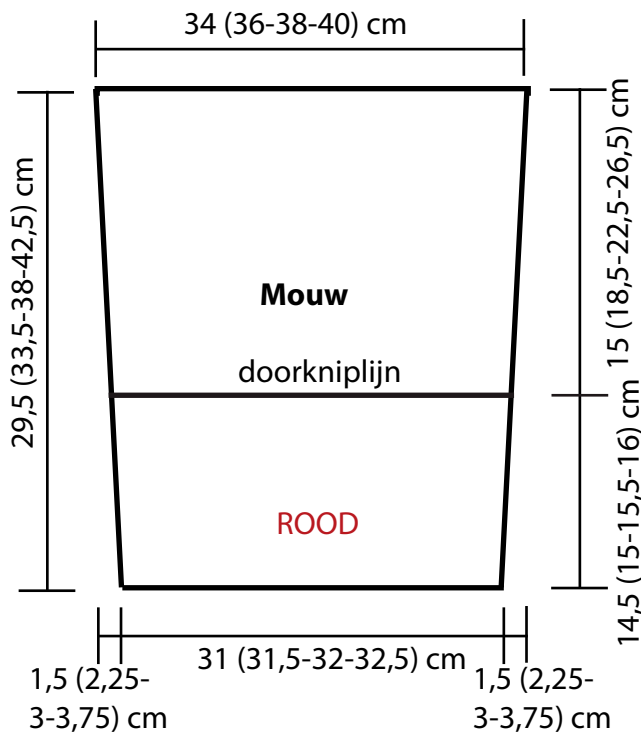 34 (36-38-40) cm
29,5 (33,5-38-42,5) cm
15 (18,5-22,5-26,5) cm
Mouw
doorkniplijn
14,5 (15-15,5-16) cm
ROOD
31 (31,5-32-32,5) cm
1,5 (2,25-
3-3,75) cm
1,5 (2,25-
3-3,75) cm